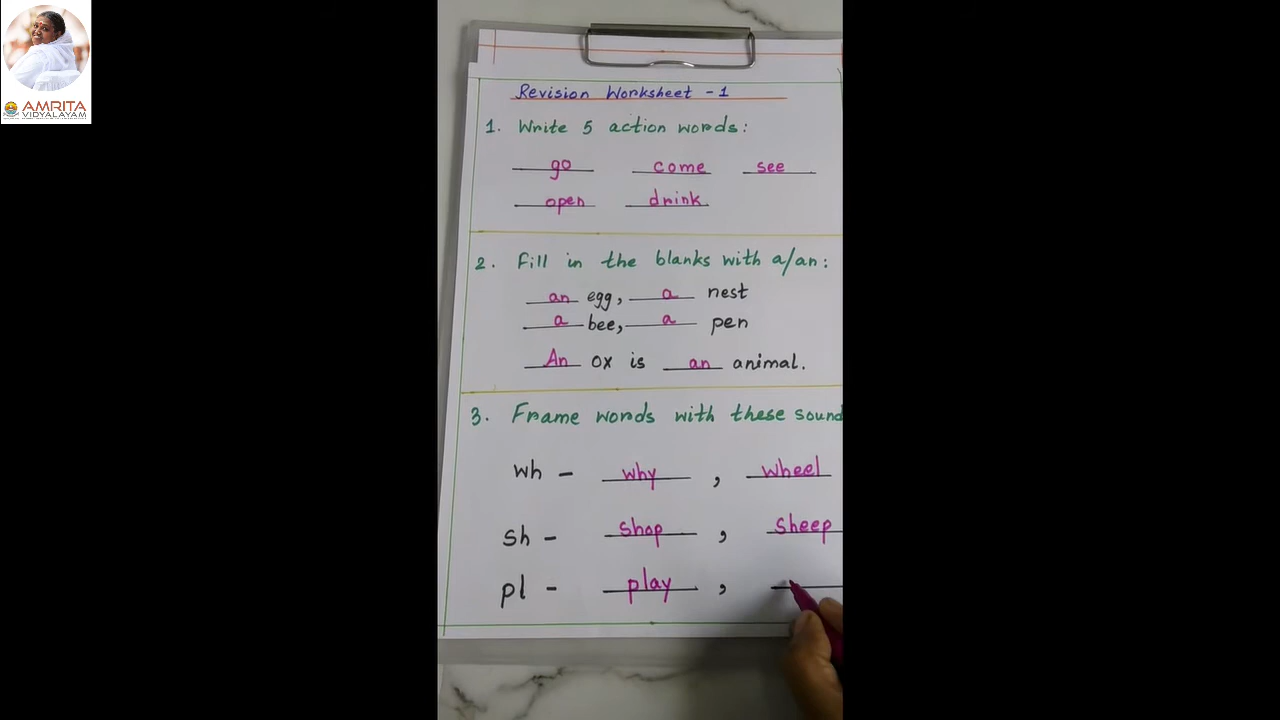 AMRITA
VIDYALAYAM
Revision Worksheet - 1
1. Write 5 action words:
go come see
open drink
2. Fill in the blanks with a/an:
an egg, a nest
a bee, a pen
An ox is an animal.
3. Frame words with these sound
wh - why, wheel
sh - shop, sheep
pl - play,